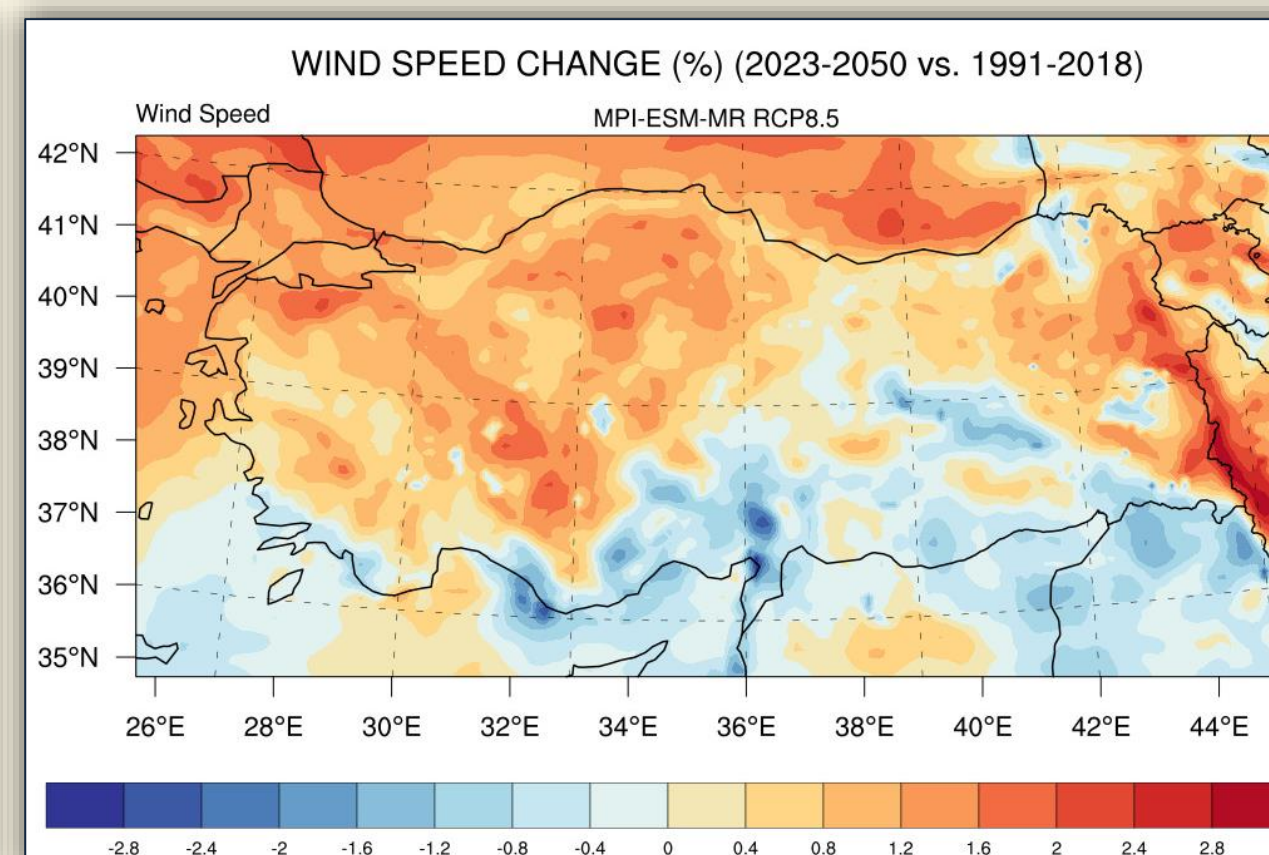 WIND SPEED CHANGE (%) (2023-2050 vs. 1991-2018)
Wind Speed MPI-ESM-MR RCP8.5
42°N
41°N
40°N
39°N
38°N
37°N
36°N
35°N
26°E 28°E 30°E 32°E 34°E 36°E 38°E 40°E 42°E 44°E
-2.8 -2.4 -2 -1.6 -1.2 -0.8 -0.4 0 0.4 0.8 1.2 1.6 2 2.4 2.8